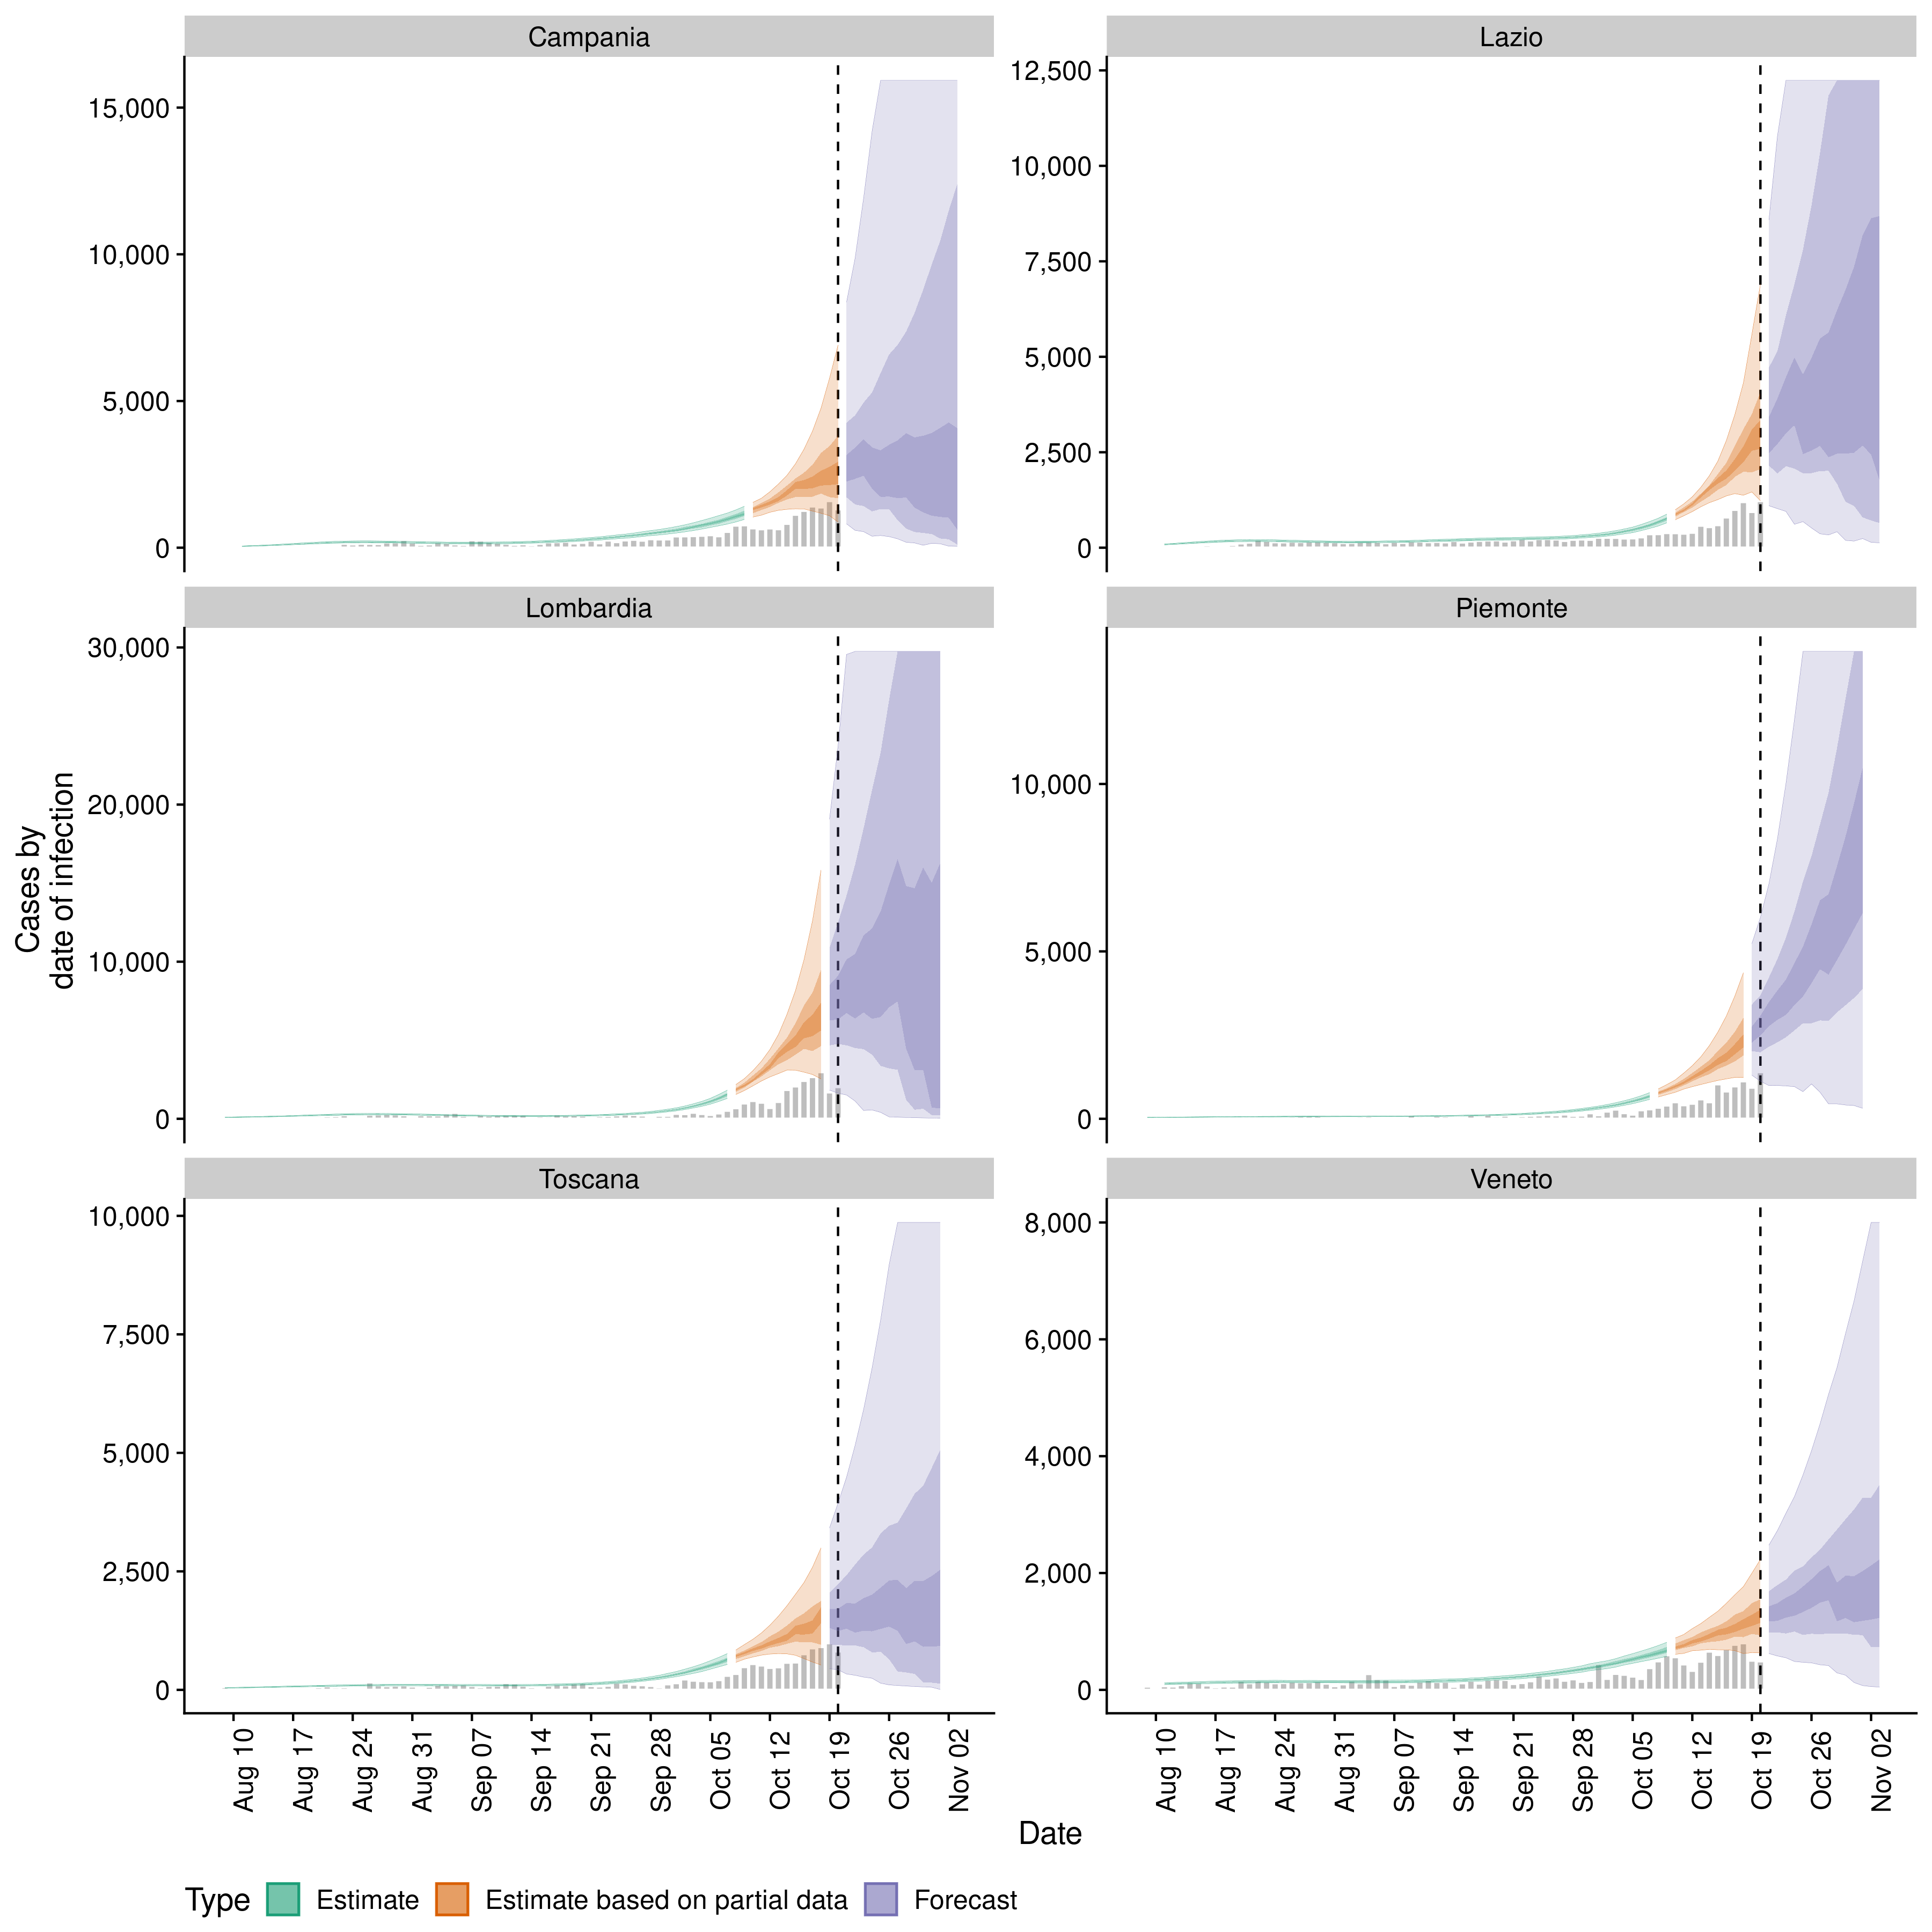 Campania
Lazio
15,000
10,000
5,000
0
12,500
10,000
7,500
5,000
2,500
0
Lombardia
Piemonte
30,000
20,000
10,000
0
10,000
5,000
0
Cases by
date of infection
Toscana
Veneto
10,000
7,500
5,000
2,500
0
8,000
6,000
4,000
2,000
0
Aug 10
Aug 17
Aug 24
Aug 31
Sep 07
Sep 14
Sep 21
Sep 28
Oct 05
Oct 12
Oct 19
Oct 26
Nov 02
Aug 10
Aug 17
Aug 24
Aug 31
Sep 07
Sep 14
Sep 21
Sep 28
Oct 05
Oct 12
Oct 19
Oct 26
Nov 02
Date
Type Estimate Estimate based on partial data Forecast